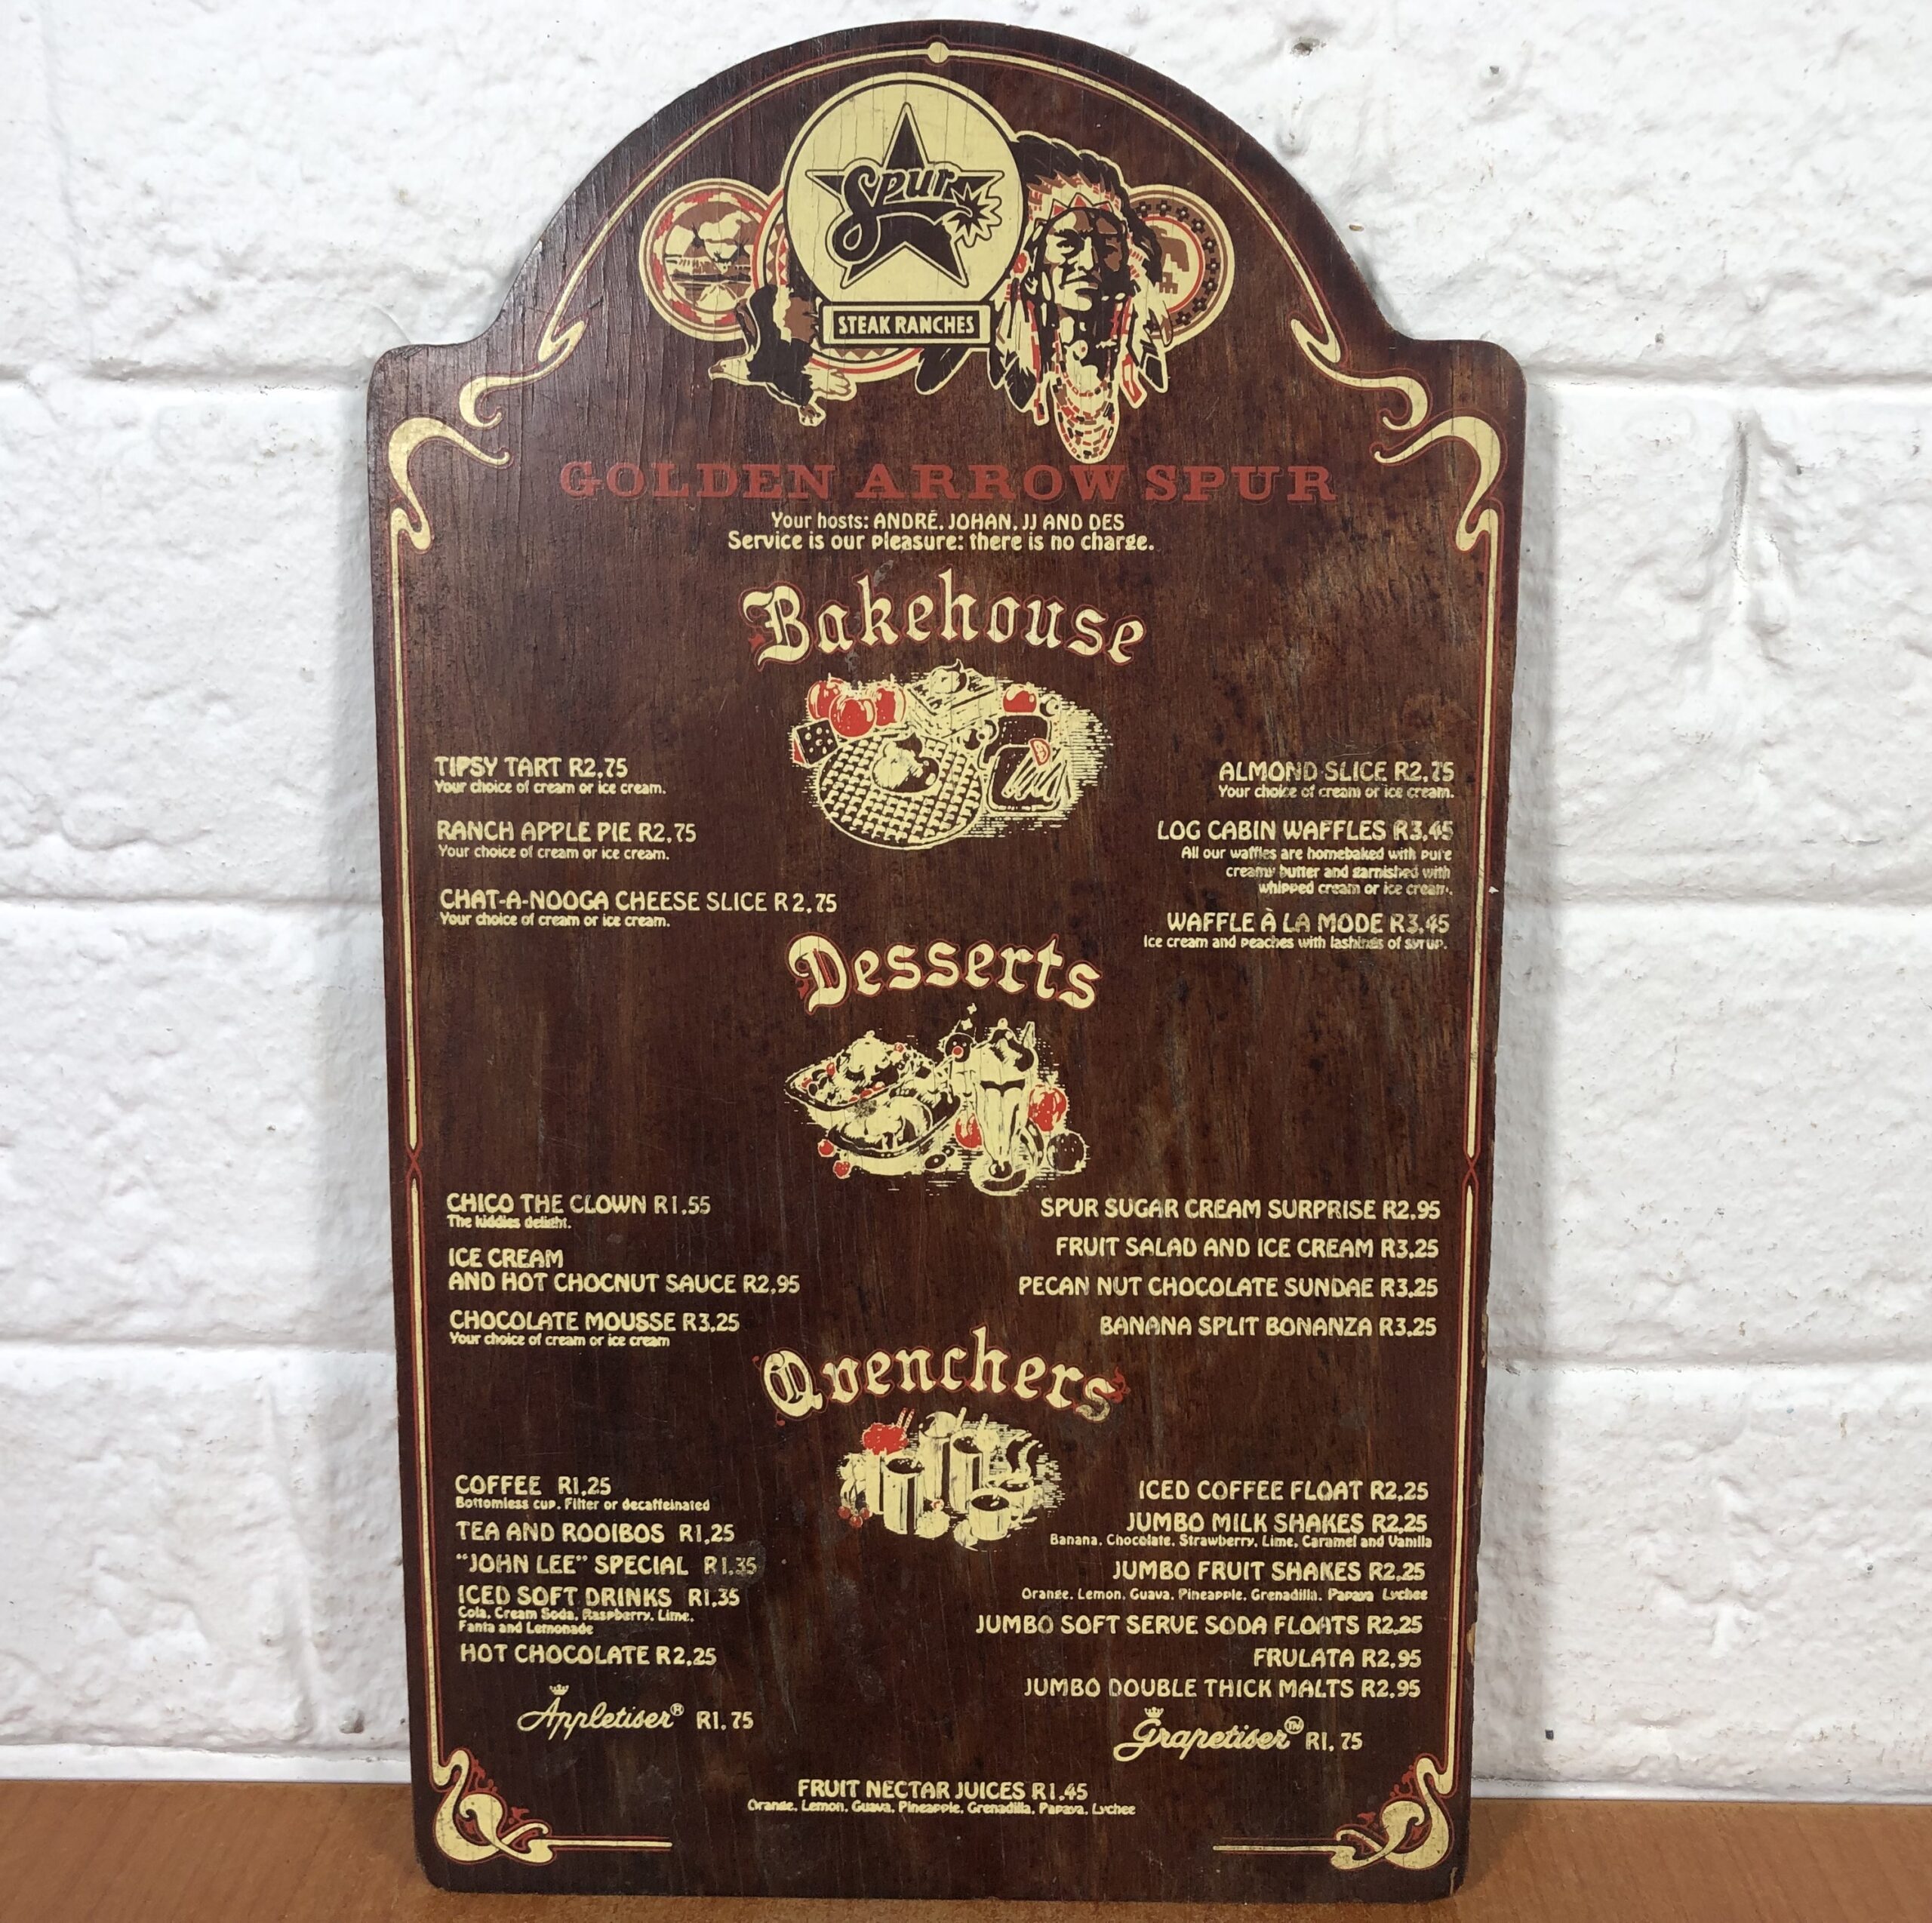 Spur
STEAK RANCHES
GOLDEN ARROW SPUR
Your hosts: ANDRÉ, JOHAN, JJ AND DES
Service is our pleasure: there is no charge.
Bakehouse
TIPSY TART R2,75
Your choice of cream or ice cream.
RANCH APPLE PIE R2,75
Your choice of cream or ice cream.
CHAT-A-NOOGA CHEESE SLICE R2,75
Your choice of cream or ice cream.
ALMOND SLICE R2,75
Your choice of cream or ice cream.
LOG CABIN WAFFLES R3,45
All our waffles are homebaked with pure
creamy butter and garnished with
whipped cream or ice cream.
WAFFLE À LA MODE R3,45
Ice cream and peaches with lashings of syrup.
Desserts
CHICO THE CLOWN R1,55
The kiddies delight.
ICE CREAM
AND HOT CHOCNUT SAUCE R2,95
CHOCOLATE MOUSSE R3,25
Your choice of cream or ice cream
SPUR SUGAR CREAM SURPRISE R2,95
FRUIT SALAD AND ICE CREAM R3,25
PECAN NUT CHOCOLATE SUNDAE R3,25
BANANA SPLIT BONANZA R3,25
Quenchers
COFFEE R1,25
Bottomless cup. Filter or decaffeinated
TEA AND ROOIBOS R1,25
"JOHN LEE" SPECIAL R1,35
ICED SOFT DRINKS R1,35
Cola, Cream Soda, Raspberry, Lime,
Fanta and Lemonade
HOT CHOCOLATE R2,25
Appletiser® R1,75
ICED COFFEE FLOAT R2,25
JUMBO MILK SHAKES R2,25
Banana, Chocolate, Strawberry, Lime, Caramel and Vanilla
JUMBO FRUIT SHAKES R2,25
Orange, Lemon, Guava, Pineapple, Grenadilla, Papaya Lychee
JUMBO SOFT SERVE SODA FLOATS R2,25
FRULATA R2,95
JUMBO DOUBLE THICK MALTS R2,95
Grapetiser™ R1,75
FRUIT NECTAR JUICES R1,45
Orange, Lemon, Guava, Pineapple, Grenadilla, Papaya, Lychee